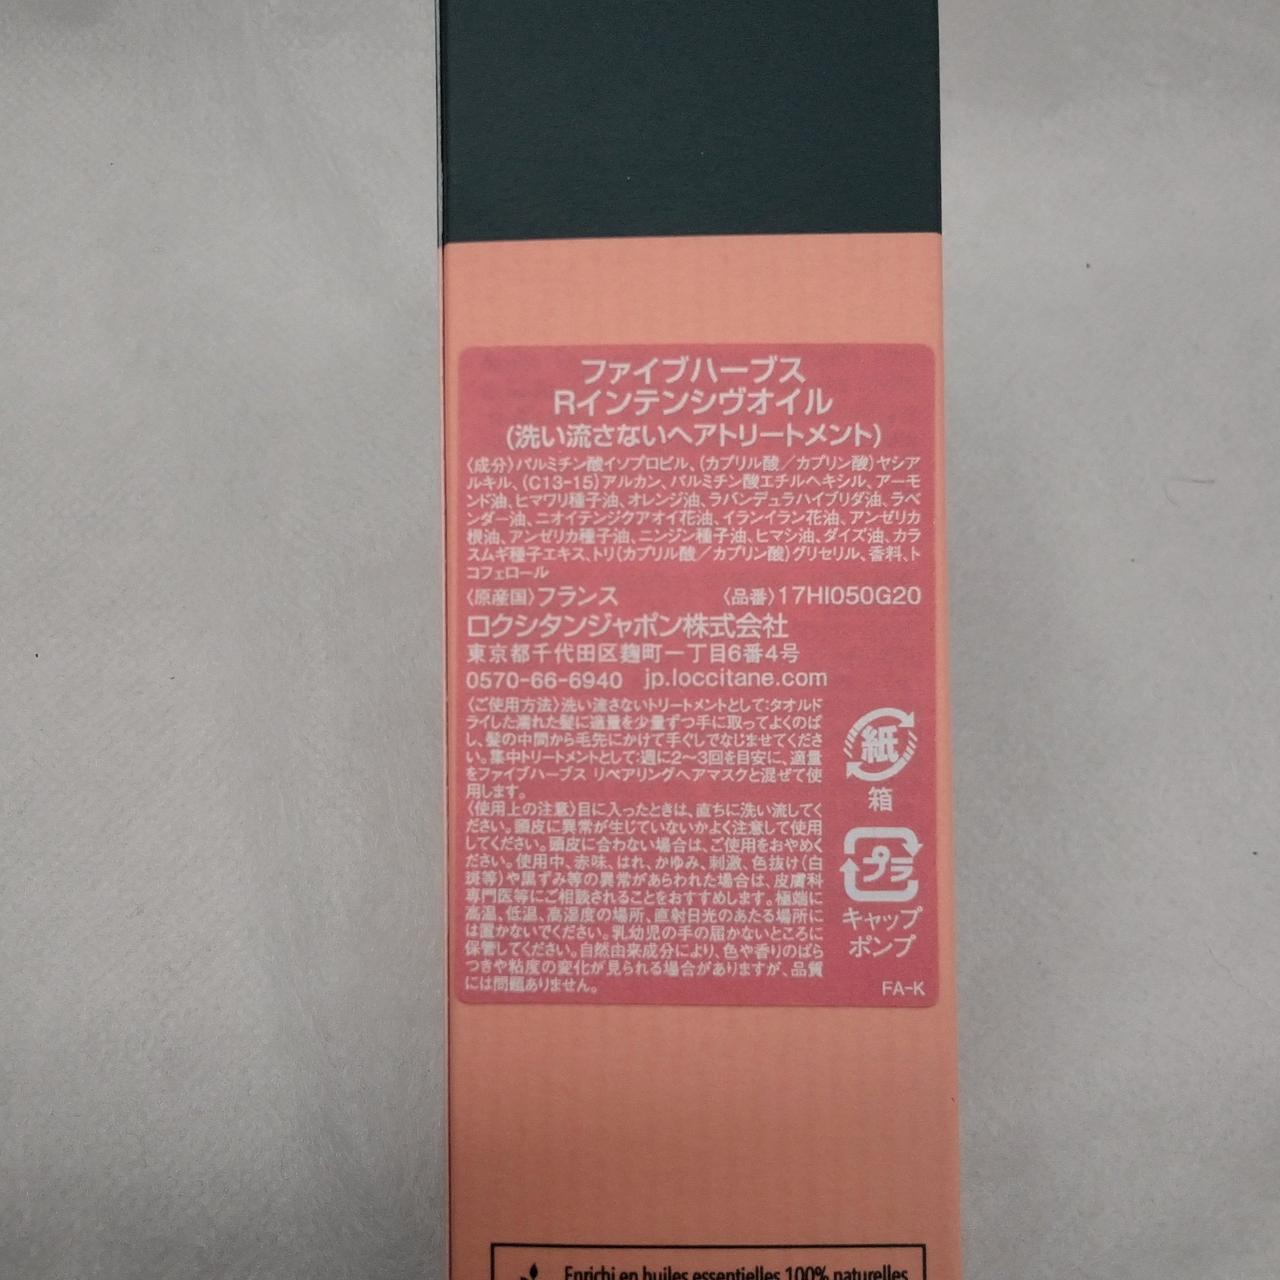 ファイブハーブス
Rインテンシヴオイル
(洗い流さないヘアトリートメント)
〈成分〉パルミチン酸イソプロピル、(カプリル酸／カプリン酸)ヤシア
ルキル、(C13-15)アルカン、パルミチン酸エチルヘキシル、アーモ
ンド油、ヒマワリ種子油、オレンジ油、ラバンデュラハイブリダ油、ラベ
ンダー油、ニオイテンジクアオイ花油、イランイラン花油、アンゼリカ
根油、アンゼリカ種子油、ニンジン種子油、ヒマシ油、ダイズ油、カラ
スムギ種子エキス、トリ(カプリル酸／カプリン酸)グリセリル、香料、ト
コフェロール
〈原産国〉フランス 〈品番〉17HI050G20
ロクシタンジャポン株式会社
東京都千代田区麹町一丁目6番4号
0570-66-6940 jp.loccitane.com
〈ご使用方法〉洗い流さないトリートメントとして:タオルド
ライした濡れた髪に適量を少量ずつ手に取ってよくのば
し、髪の中間から毛先にかけて手ぐしでなじませてくださ
い。集中トリートメントとして:週に2〜3回を目安に、適量
をファイブハーブス リペアリングヘアマスクと混ぜて使
用します。
〈使用上の注意〉目に入ったときは、直ちに洗い流してく
ださい。頭皮に異常が生じていないかよく注意して使用
してください。頭皮に合わない場合は、ご使用をおやめく
ださい。使用中、赤味、はれ、かゆみ、刺激、色抜け(白
斑等)や黒ずみ等の異常があらわれた場合は、皮膚科
専門医等にご相談されることをおすすめします。極端に
高温、低温、高湿度の場所、直射日光のあたる場所に
は置かないでください。乳幼児の手の届かないところに
保管してください。自然由来成分により、色や香りのばら
つきや粘度の変化が見られる場合がありますが、品質
には問題ありません。
紙
箱
プラ
キャップ
ポンプ
FA-K
Enrichi en huiles essentielles 100% naturelles